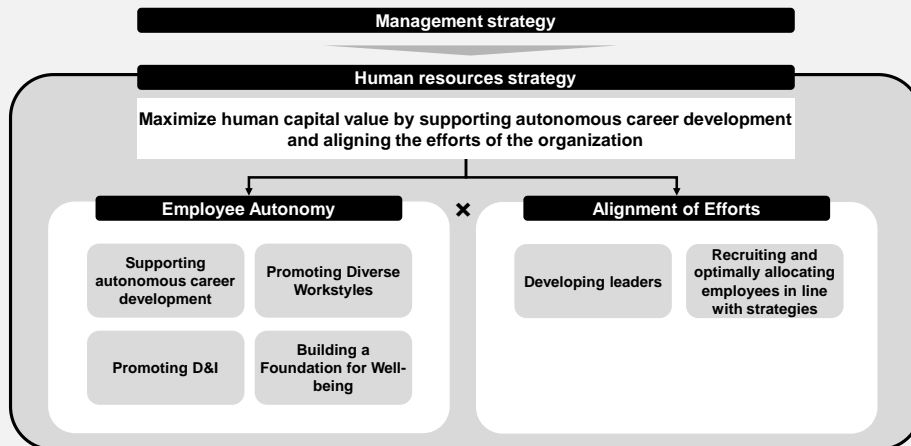 Management strategy
Human resources strategy
Maximize human capital value by supporting autonomous career development
and aligning the efforts of the organization
Employee Autonomy
×
Alignment of Efforts
Supporting
autonomous career
development
Promoting Diverse
Workstyles
Promoting D&I
Building a
Foundation for Well-
being
Developing leaders
Recruiting and
optimally allocating
employees in line
with strategies